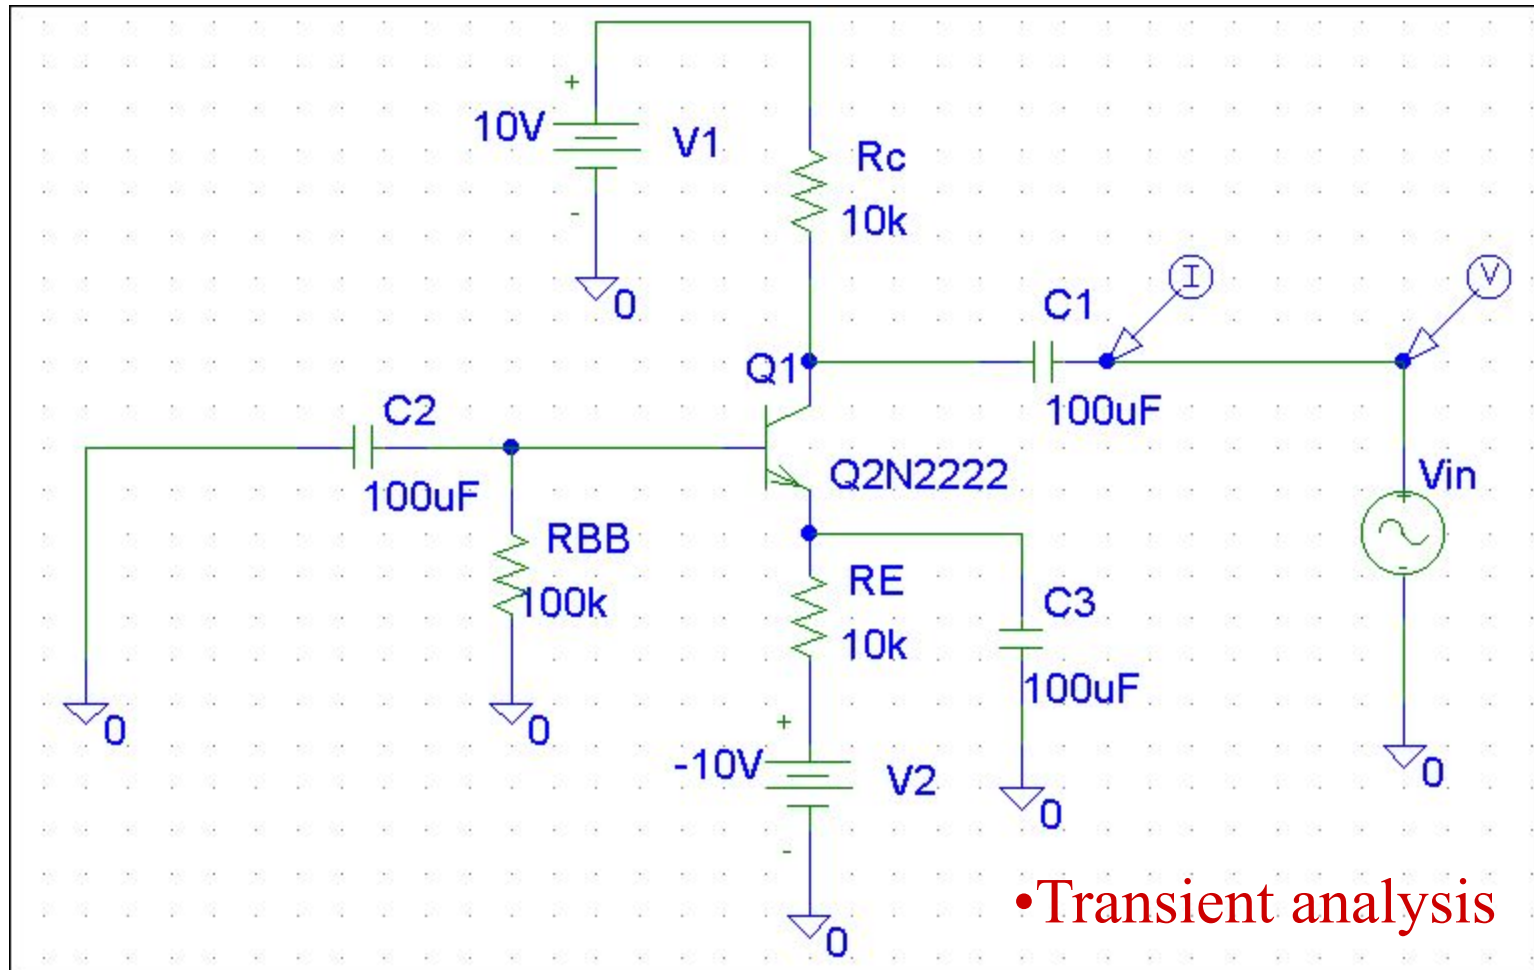 +
10V
V1
-
0
Rc
10k
I
V
C1
Q1
100uF
C2
100uF
Q2N2222
Vin
+
-
RBB
100k
RE
10k
C3
100uF
0
0
+
-10V
V2
-
0
0
0
•Transient analysis